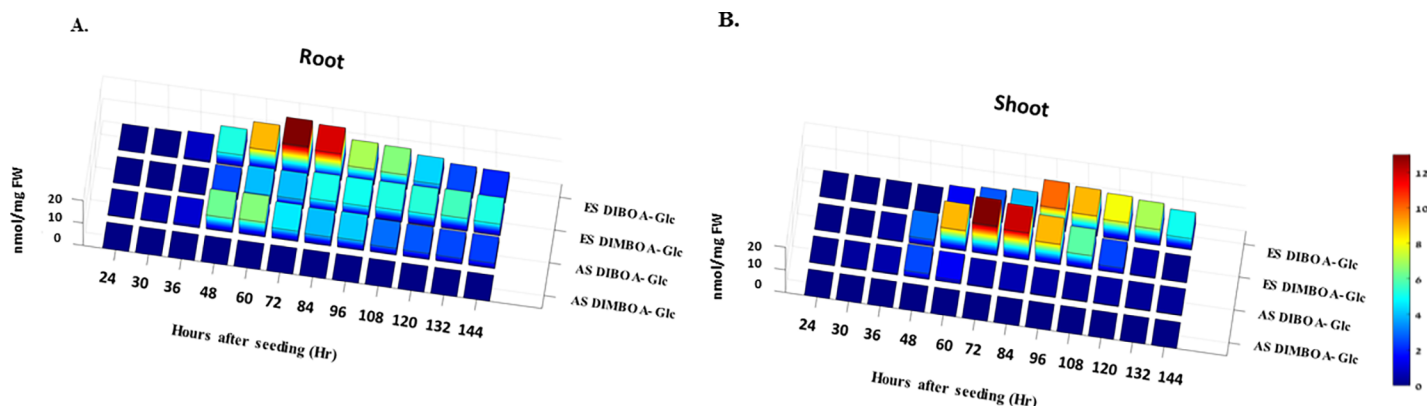 A.
Root
nmol/mg FW
20
10
0
24 30 36 48 60 72 84 96 108 120 132 144
Hours after seeding (Hr)
ES DIBOA-Glc
ES DIMBOA-Glc
AS DIBOA-Glc
AS DIMBOA-Glc
B.
Shoot
nmol/mg FW
20
10
0
24 30 36 48 60 72 84 96 108 120 132 144
Hours after seeding (Hr)
ES DIBOA-Glc
ES DIMBOA-Glc
AS DIBOA-Glc
AS DIMBOA-Glc
12
10
8
6
4
2
0